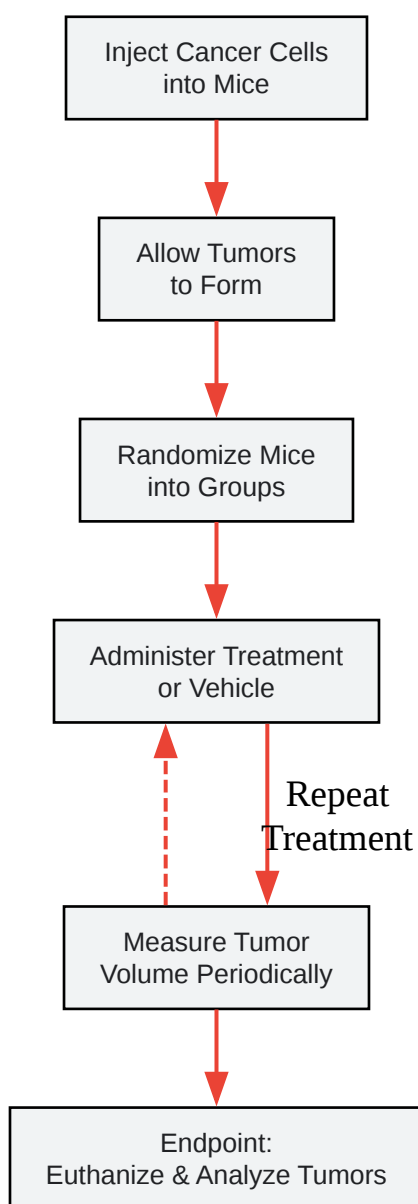 Inject Cancer Cells
into Mice
Allow Tumors
to Form
Randomize Mice
into Groups
Administer Treatment
or Vehicle
Repeat
Treatment
Measure Tumor
Volume Periodically
Endpoint:
Euthanize & Analyze Tumors